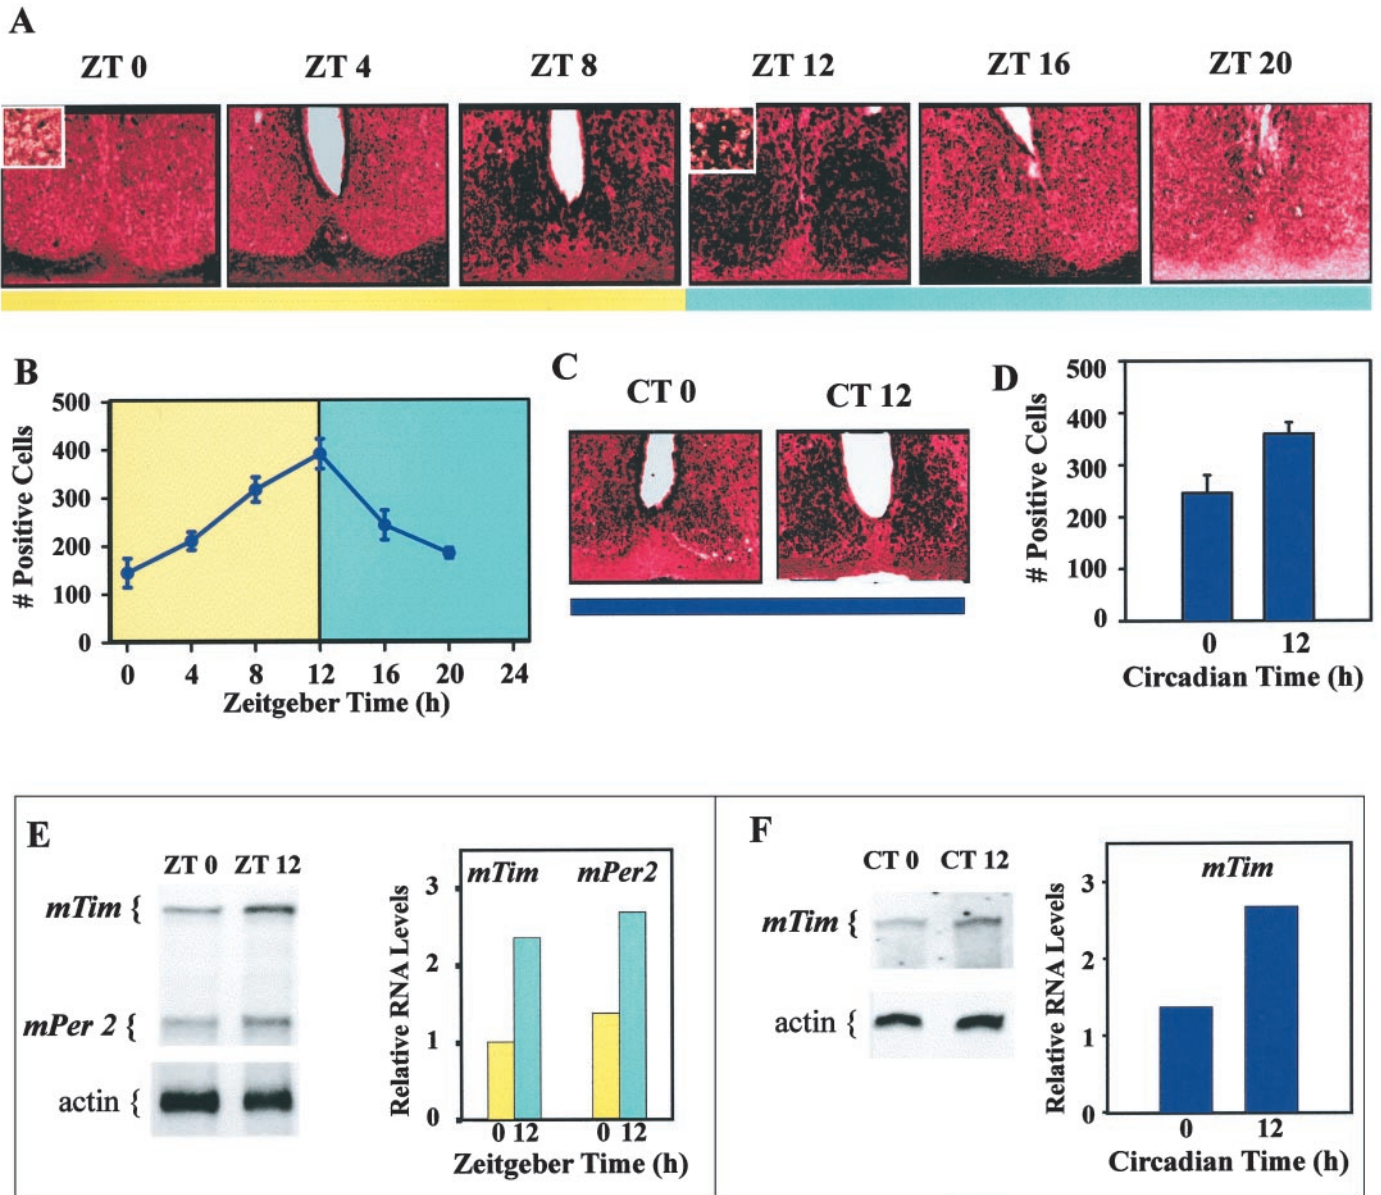 A
ZT 0 ZT 4 ZT 8 ZT 12 ZT 16 ZT 20
B
# Positive Cells
500
400
300
200
100
0
0 4 8 12 16 20 24
Zeitgeber Time (h)
C
CT 0 CT 12
D
# Positive Cells
500
400
300
200
100
0
0 12
Circadian Time (h)
E
ZT 0 ZT 12
mTim {
mPer 2 {
actin {
Relative RNA Levels
mTim mPer2
3
2
1
0
0 12 0 12
Zeitgeber Time (h)
F
CT 0 CT 12
mTim {
actin {
Relative RNA Levels
mTim
3
2
1
0
0 12
Circadian Time (h)